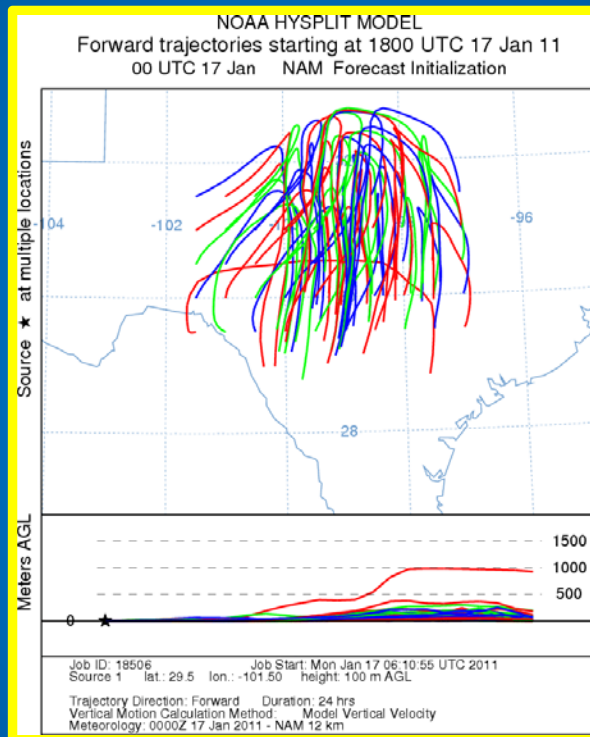 NOAA HYSPLIT MODEL
Forward trajectories starting at 1800 UTC 17 Jan 11
00 UTC 17 Jan NAM Forecast Initialization
Source ★ at multiple locations
-104
-102
-96
28
Meters AGL
1500
1000
500
0
★
Job ID: 18506 Job Start: Mon Jan 17 06:10:55 UTC 2011
Source 1 lat.: 29.5 lon.: -101.50 height: 100 m AGL
Trajectory Direction: Forward Duration: 24 hrs
Vertical Motion Calculation Method: Model Vertical Velocity
Meteorology: 0000Z 17 Jan 2011 - NAM 12 km